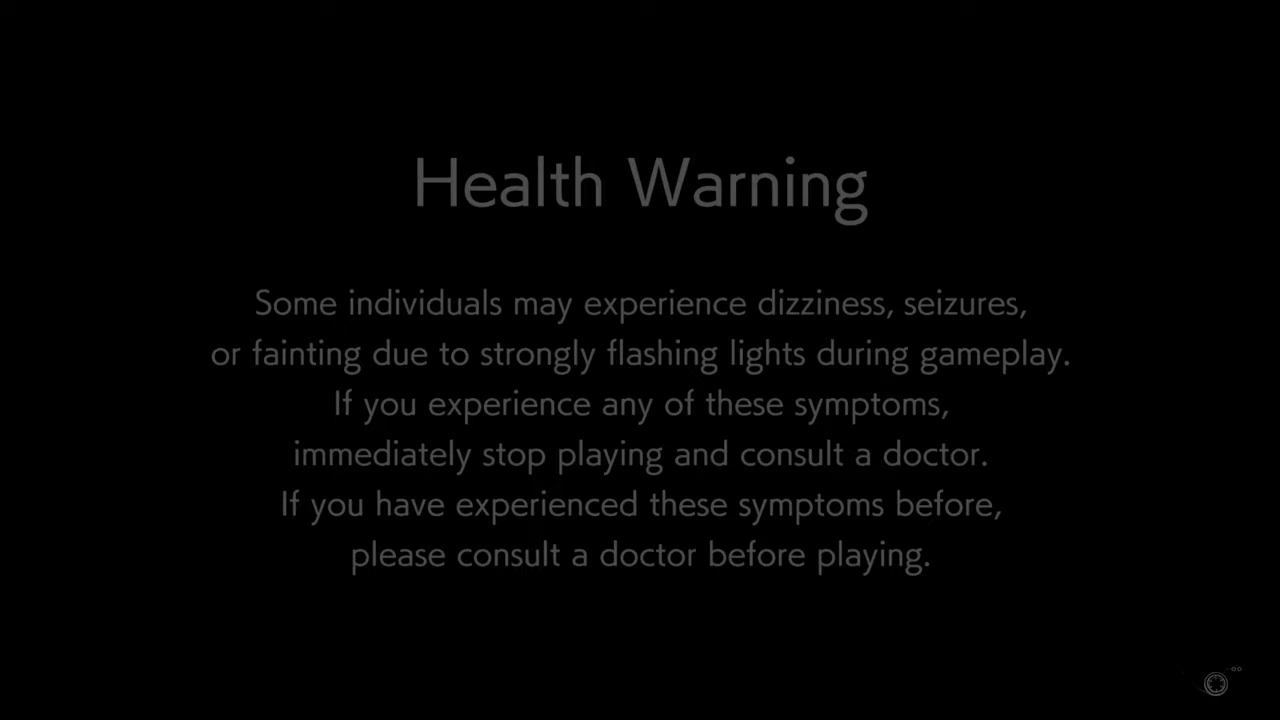 Health Warning
Some individuals may experience dizziness, seizures,
or fainting due to strongly flashing lights during gameplay.
If you experience any of these symptoms,
immediately stop playing and consult a doctor.
If you have experienced these symptoms before,
please consult a doctor before playing.